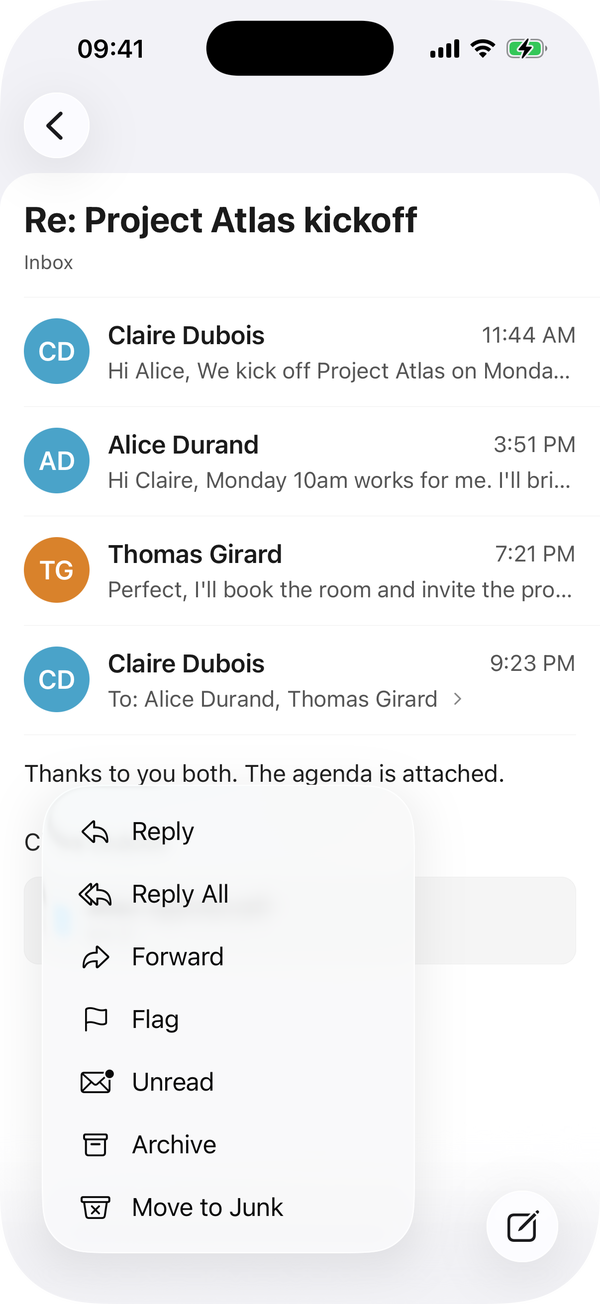 09:41
Re: Project Atlas kickoff
Inbox
CD
Claire Dubois
11:44 AM
Hi Alice, We kick off Project Atlas on Monda...
AD
Alice Durand
3:51 PM
Hi Claire, Monday 10am works for me. I'll bri...
TG
Thomas Girard
7:21 PM
Perfect, I'll book the room and invite the pro...
CD
Claire Dubois
9:23 PM
To: Alice Durand, Thomas Girard
Thanks to you both. The agenda is attached.
C
Reply
Reply All
Forward
Flag
Unread
Archive
Move to Junk